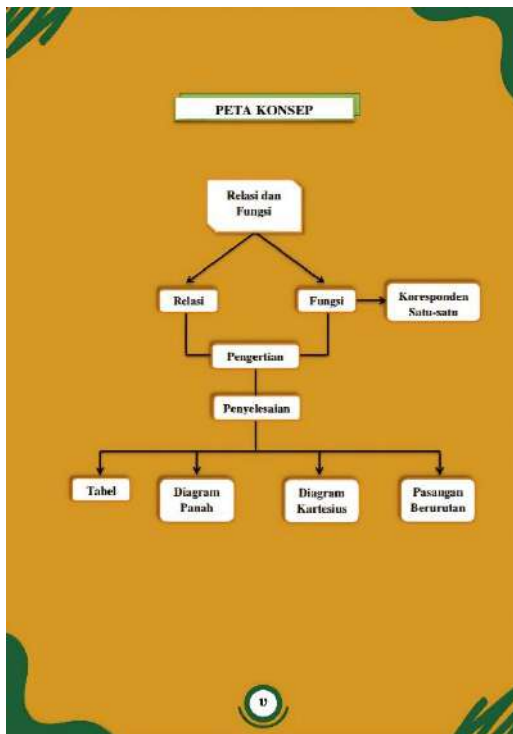 PETA KONSEP
Relasi dan
Fungsi
Relasi
Fungsi
Koresponden
Satu-satu
Pengertian
Penyelesaian
Tabel
Diagram
Panah
Diagram
Kartesius
Pasangan
Berurutan
v